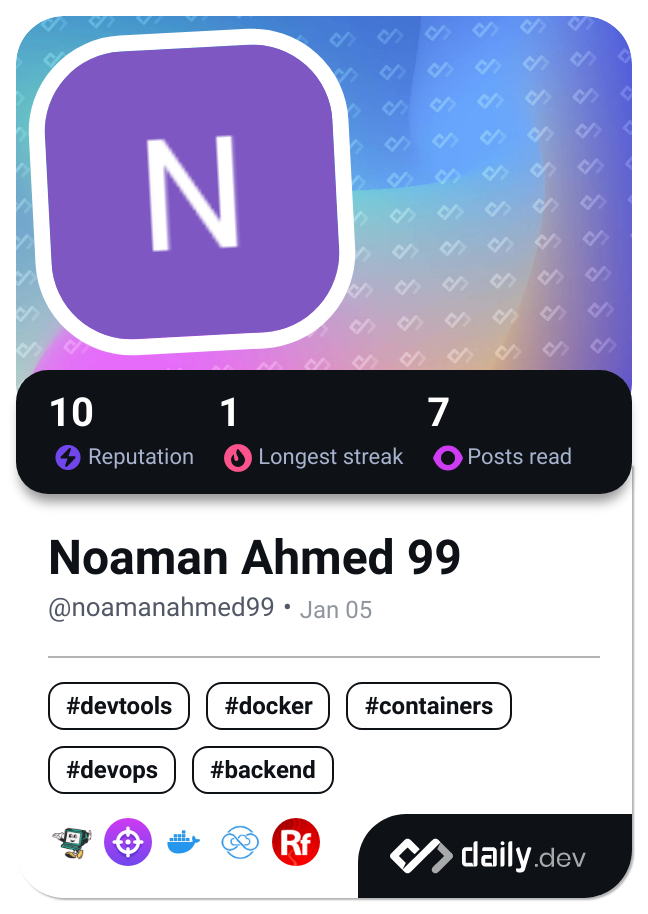 N
10 1 7
Reputation Longest streak Posts read
Noaman Ahmed 99
@noamanahmed99 • Jan 05
#devtools #docker #containers
#devops #backend
Rf
daily.dev